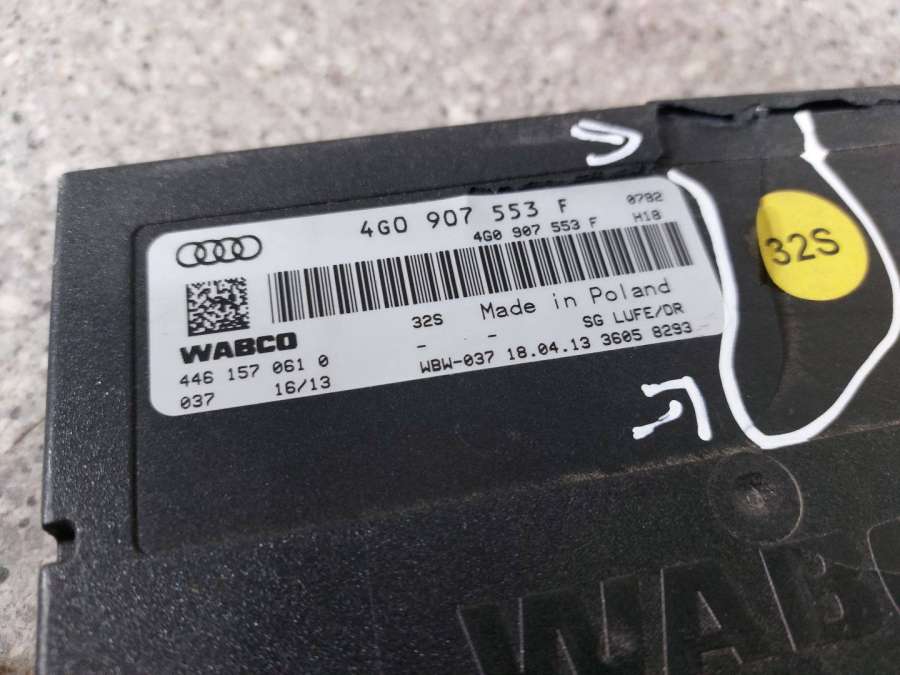 4G0 907 553 F
0792
4G0 907 553 F
H18
32S
Made in Poland
WABCO
SG LUFE/DR
446 157 061 0
- -
WBW-037 18.04.13 3605 8293
037 16/13
32S
WABC